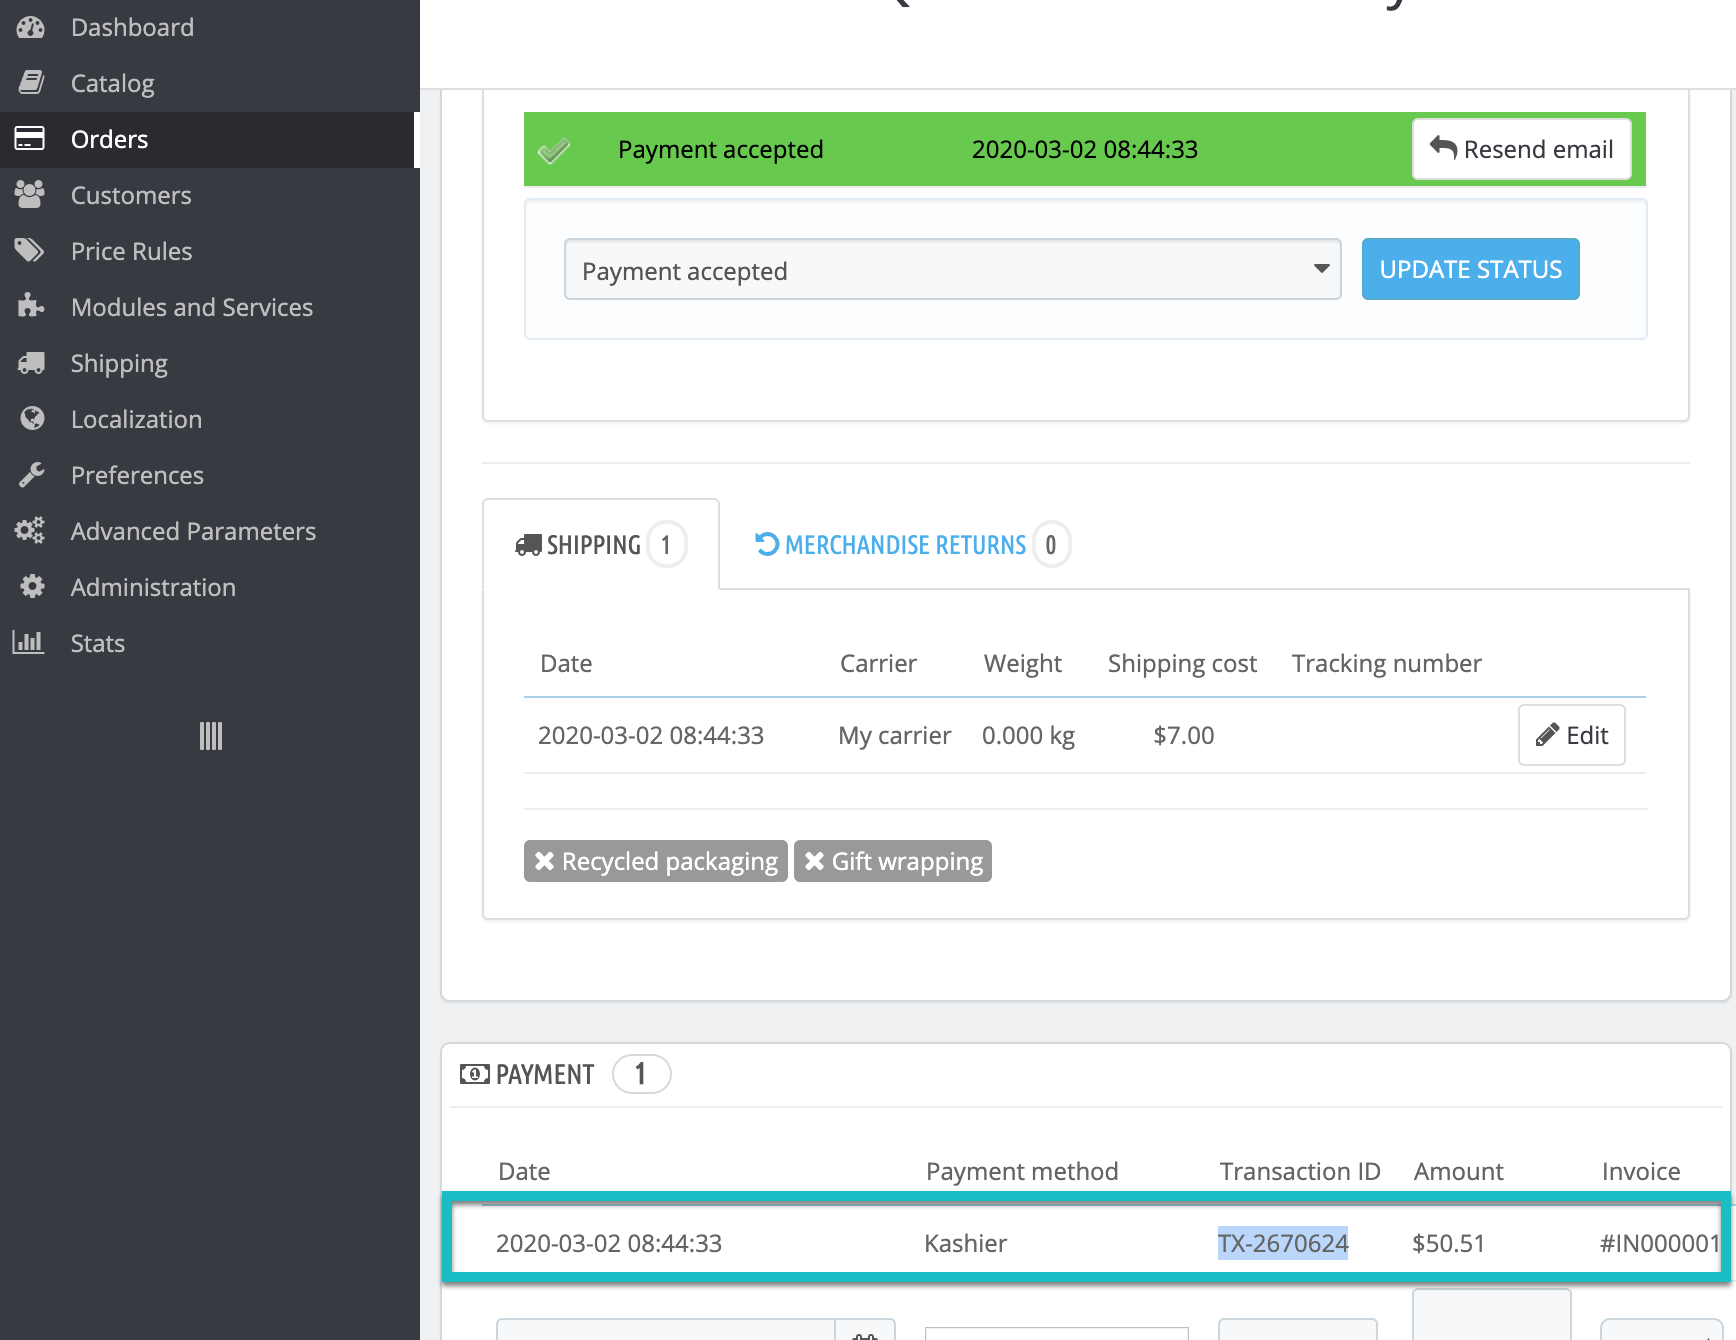 Dashboard
Catalog
Orders
Customers
Price Rules
Modules and Services
Shipping
Localization
Preferences
Advanced Parameters
Administration
Stats
Payment accepted 2020-03-02 08:44:33 Resend email
Payment accepted UPDATE STATUS
SHIPPING 1 MERCHANDISE RETURNS 0
Date Carrier Weight Shipping cost Tracking number
2020-03-02 08:44:33 My carrier 0.000 kg $7.00 Edit
Recycled packaging Gift wrapping
PAYMENT 1
Date Payment method Transaction ID Amount Invoice
2020-03-02 08:44:33 Kashier TX-2670624 $50.51 #IN000001